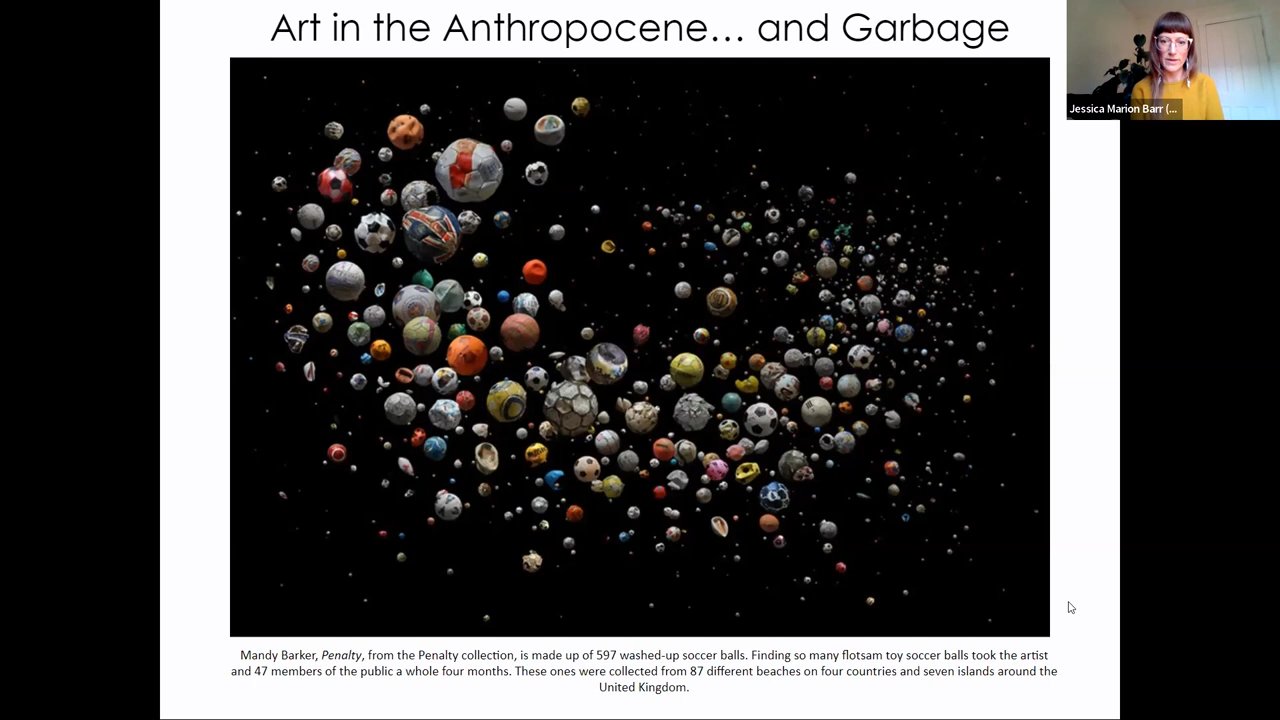 Art in the Anthropocene... and Garbage
Jessica Marion Barr (...
Mandy Barker, Penalty, from the Penalty collection, is made up of 597 washed-up soccer balls. Finding so many flotsam toy soccer balls took the artist
and 47 members of the public a whole four months. These ones were collected from 87 different beaches on four countries and seven islands around the
United Kingdom.